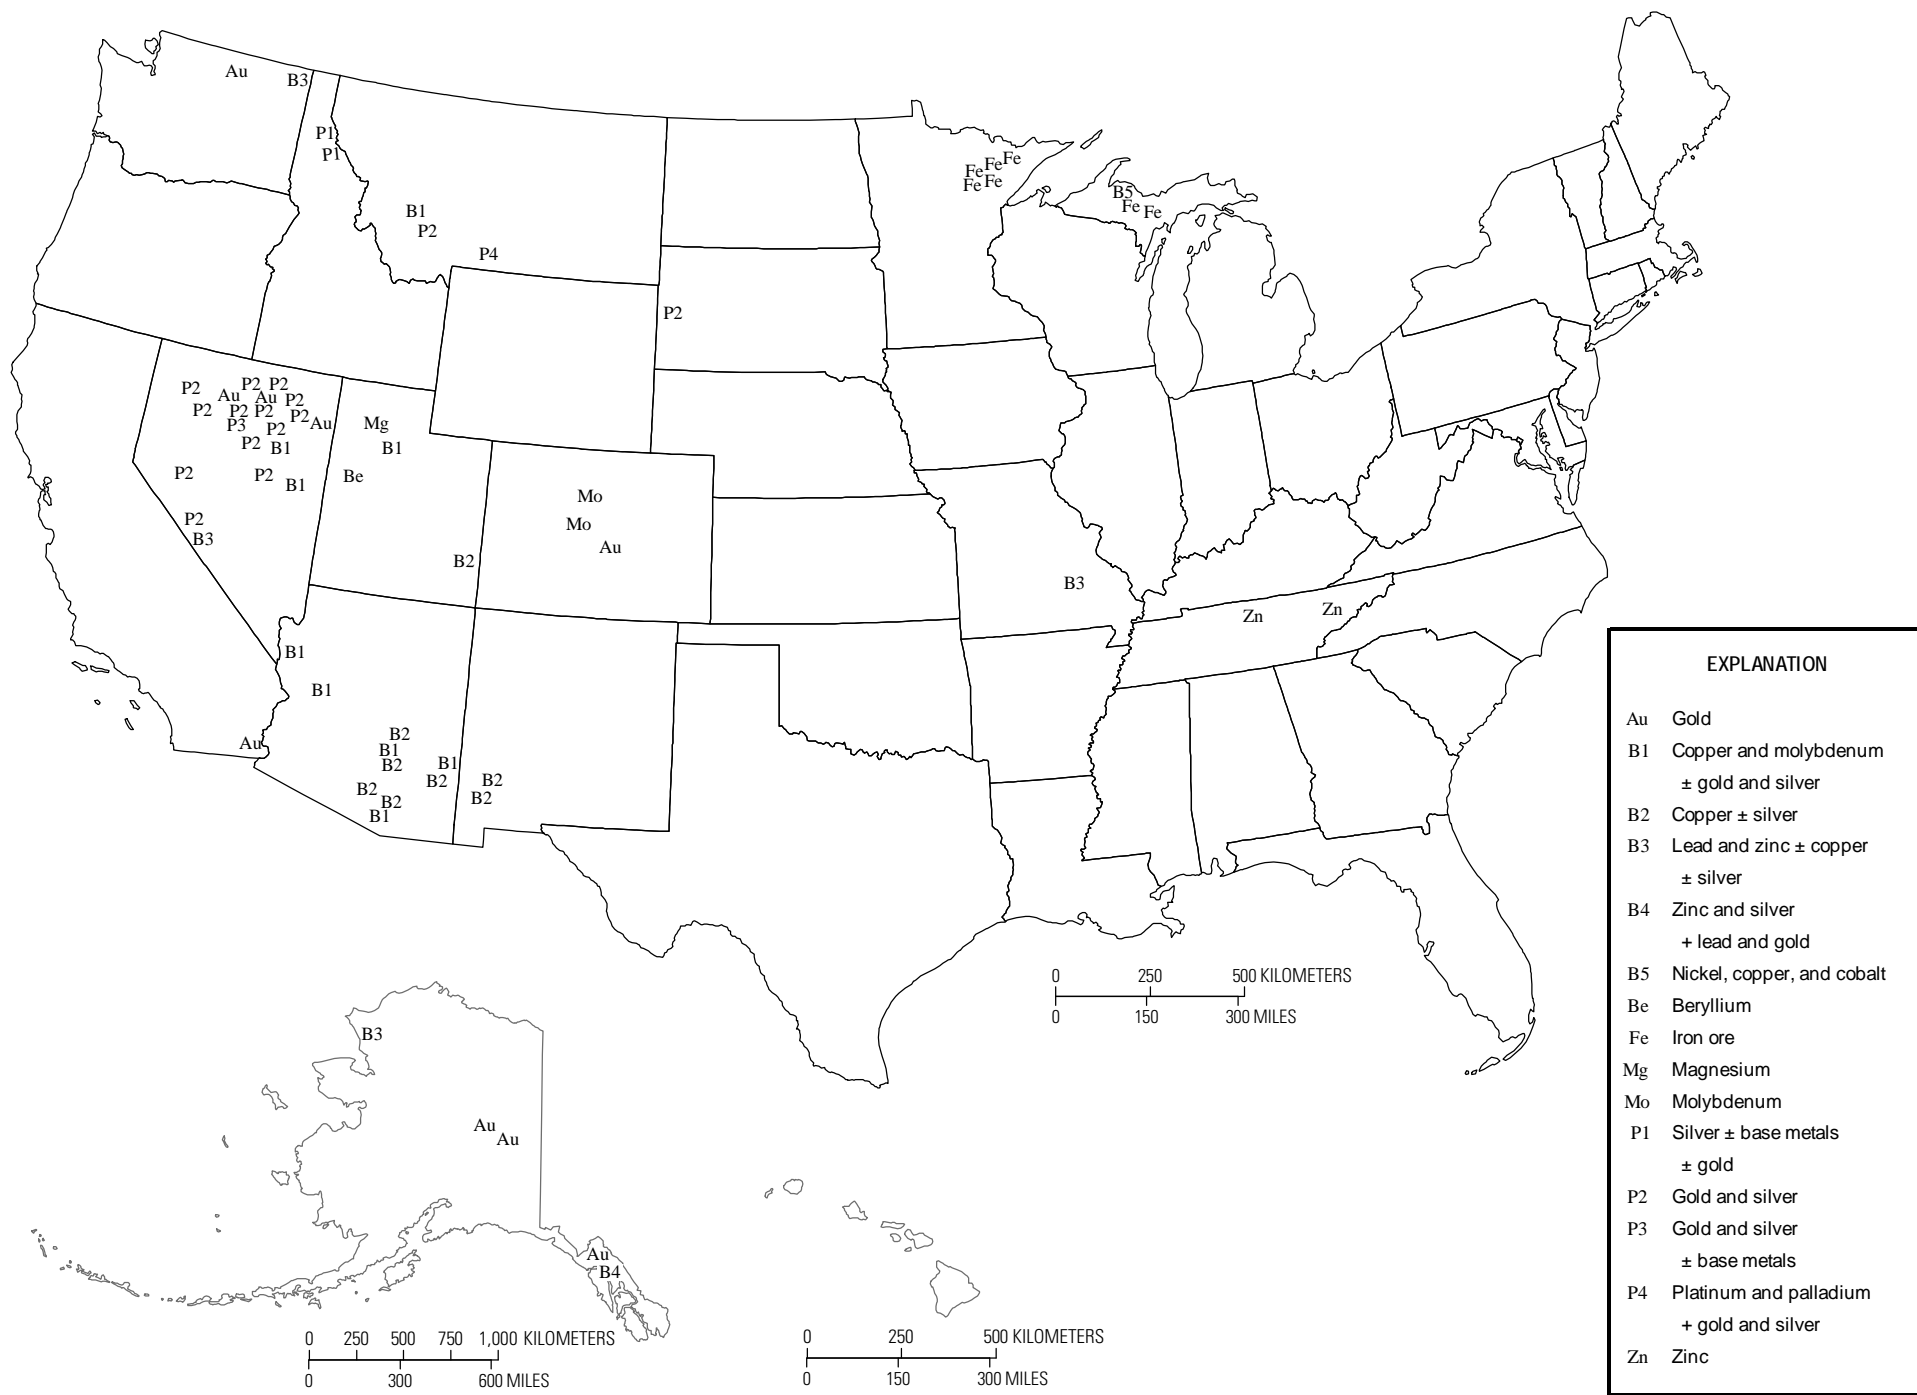 Au
B3
P1
P1
B1
P2
P4
P2
Fe Fe Fe
Fe Fe
B5
Fe Fe
P2 P2 P2
Au Au P2
P2 P2 P2 P2
P3 P2 Au
P2 B1
P2 P2 B1
P2
B3
Mg
B1
Be
B2
Mo
Mo
Au
B3
Zn Zn
B1
B1
Au
B2
B1
B2 B1
B2 B2
B2
B1
B2
B2
0 250 500 KILOMETERS
0 150 300 MILES
B3
Au
Au
Au
B4
0 250 500 750 1,000 KILOMETERS
0 300 600 MILES
0 250 500 KILOMETERS
0 150 300 MILES
EXPLANATION
Au Gold
B1 Copper and molybdenum
± gold and silver
B2 Copper ± silver
B3 Lead and zinc ± copper
± silver
B4 Zinc and silver
+ lead and gold
B5 Nickel, copper, and cobalt
Be Beryllium
Fe Iron ore
Mg Magnesium
Mo Molybdenum
P1 Silver ± base metals
± gold
P2 Gold and silver
P3 Gold and silver
± base metals
P4 Platinum and palladium
+ gold and silver
Zn Zinc